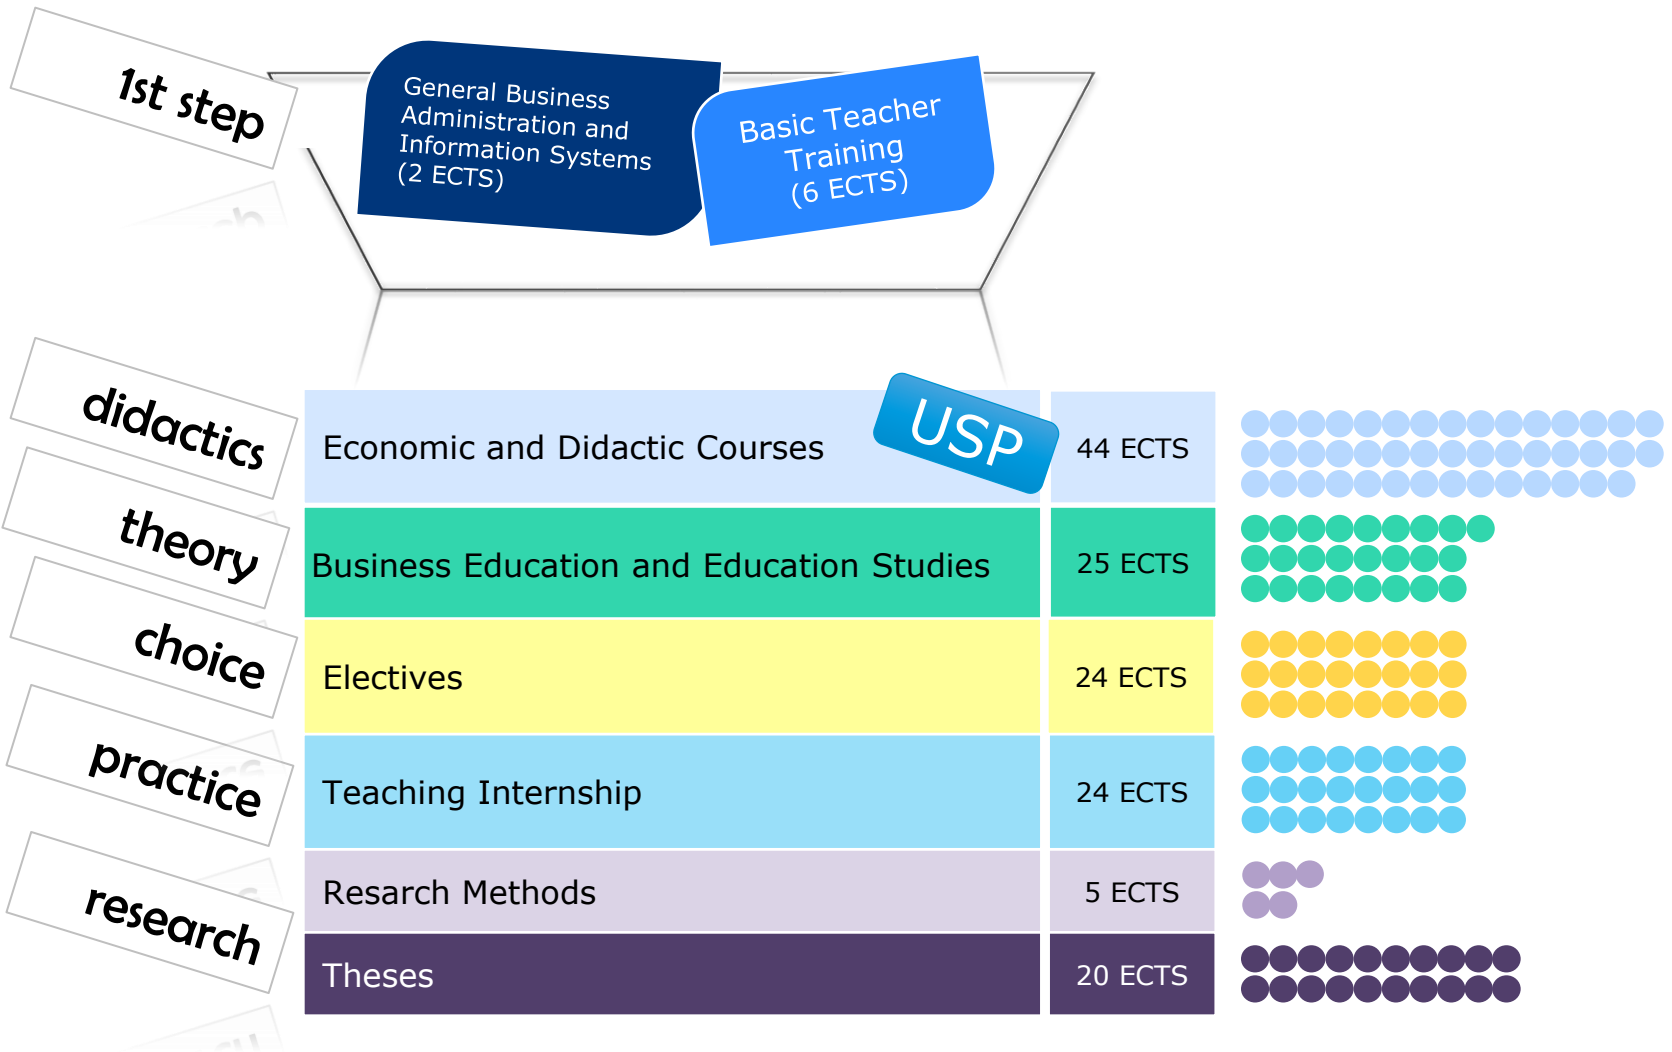 1st step
General Business
Administration and
Information Systems
(2 ECTS)
Basic Teacher
Training
(6 ECTS)
didactics
Economic and Didactic Courses
USP
44 ECTS
theory
Business Education and Education Studies
25 ECTS
choice
Electives
24 ECTS
practice
Teaching Internship
24 ECTS
research
Resarch Methods
5 ECTS
Theses
20 ECTS